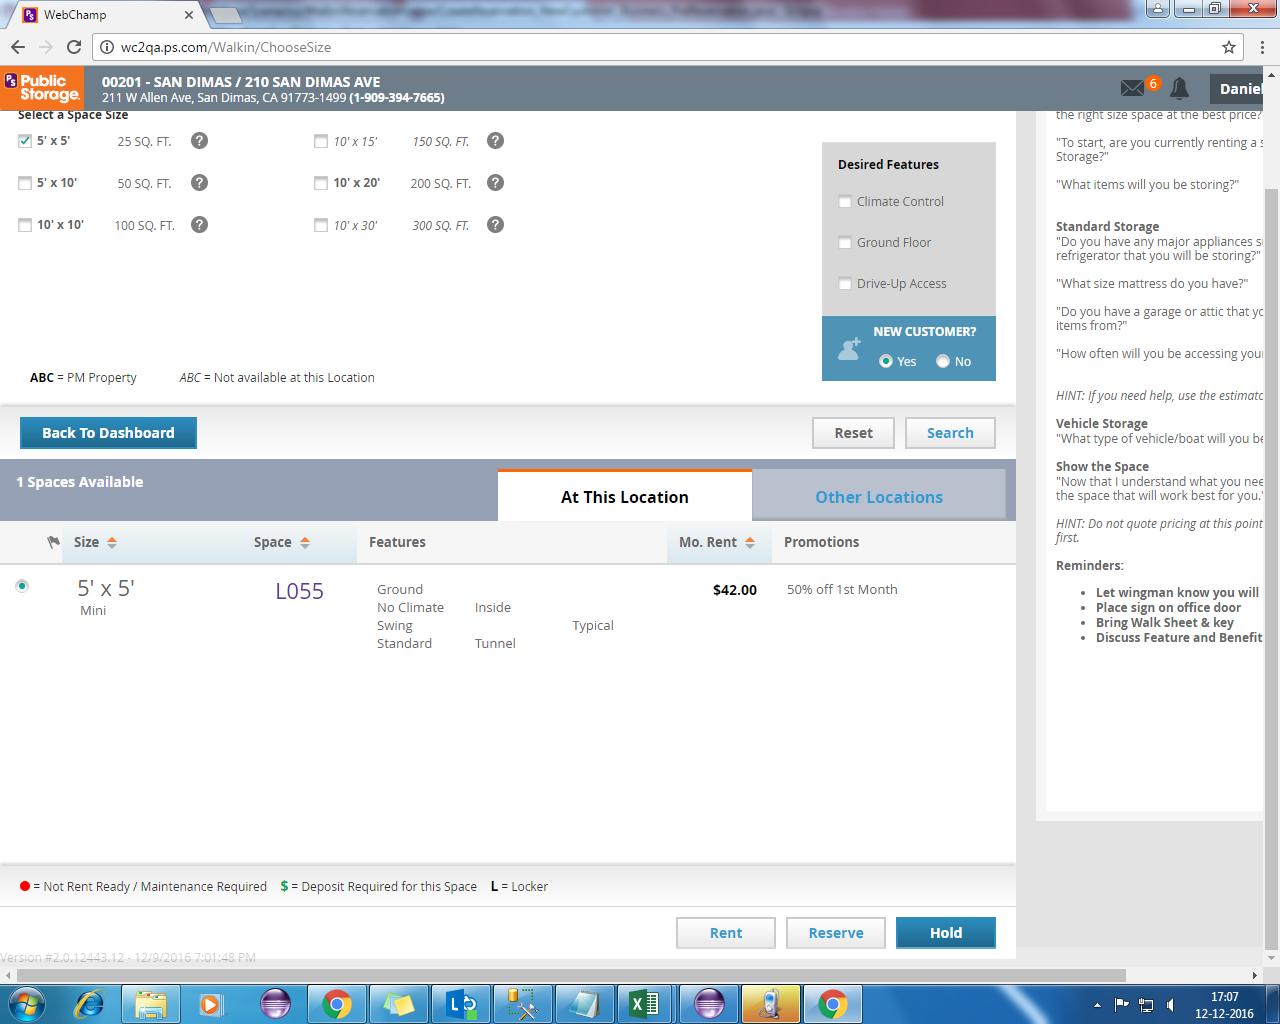 WebChamp
wc2qa.ps.com/Walkin/ChooseSize
PS Public Storage.
00201 - SAN DIMAS / 210 SAN DIMAS AVE
211 W Allen Ave, San Dimas, CA 91773-1499 (1-909-394-7665)
6
Daniel
Select a Space Size
5' x 5' 25 SQ. FT. ?
10' x 15' 150 SQ. FT. ?
5' x 10' 50 SQ. FT. ?
10' x 20' 200 SQ. FT. ?
10' x 10' 100 SQ. FT. ?
10' x 30' 300 SQ. FT. ?
Desired Features
Climate Control
Ground Floor
Drive-Up Access
NEW CUSTOMER?
Yes No
ABC = PM Property ABC = Not available at this Location
Back To Dashboard
Reset
Search
1 Spaces Available
At This Location
Other Locations
Size Space Features Mo. Rent Promotions
5' x 5' L055 Ground $42.00 50% off 1st Month
Mini No Climate Inside
Swing Typical
Standard Tunnel
= Not Rent Ready / Maintenance Required $ = Deposit Required for this Space L = Locker
Rent
Reserve
Hold
Version #2.0.12443.12 - 12/9/2016 7:01:48 PM
the right size space at the best price?
"To start, are you currently renting a s
Storage?"
"What items will you be storing?"
Standard Storage
"Do you have any major appliances su
refrigerator that you will be storing?"
"What size mattress do you have?"
"Do you have a garage or attic that yo
items from?"
"How often will you be accessing your
HINT: If you need help, use the estimato
Vehicle Storage
"What type of vehicle/boat will you be
Show the Space
"Now that I understand what you nee
the space that will work best for you."
HINT: Do not quote pricing at this point
first.
Reminders:
Let wingman know you will
Place sign on office door
Bring Walk Sheet & key
Discuss Feature and Benefit
17:07
12-12-2016